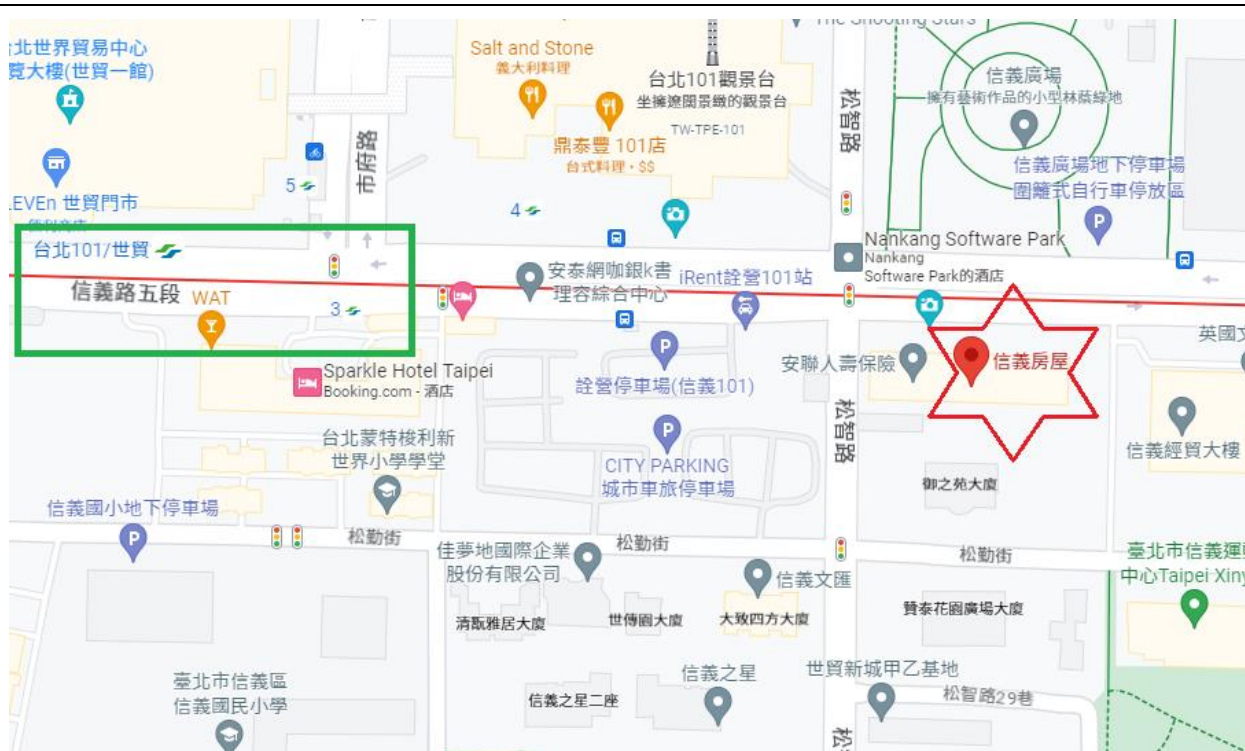 北世界貿易中心
覽大樓(世貿一館)
Salt and Stone
義大利料理
台北101觀景台
坐擁遼闊景緻的觀景台
TW-TPE-101
The Shooting Stars
信義廣場
擁有藝術作品的小型林蔭綠地
鼎泰豐 101店
台式料理・$$
市府路
松智路
信義廣場地下停車場
圍籬式自行車停放區
5
4
LEVEn 世貿門市
便利商店
台北101/世貿
信義路五段
WAT
3
安泰網咖銀k書
理容綜合中心
iRent詮營101站
Nankang Software Park
Nankang
Software Park的酒店
Sparkle Hotel Taipei
Booking.com - 酒店
詮營停車場(信義101)
安聯人壽保險
信義房屋
英國文
松智路
台北蒙特梭利新
世界小學學堂
CITY PARKING
城市車旅停車場
信義經貿大樓
御之苑大廈
信義國小地下停車場
松勤街
松勤街
松勤街
佳夢地國際企業
股份有限公司
信義文匯
臺北市信義運
中心Taipei Xiny
清翫雅居大廈
世傳園大廈
大致四方大廈
贊泰花園廣場大廈
臺北市信義區
信義國民小學
信義之星二座
信義之星
世貿新城甲乙基地
松智路29巷
松